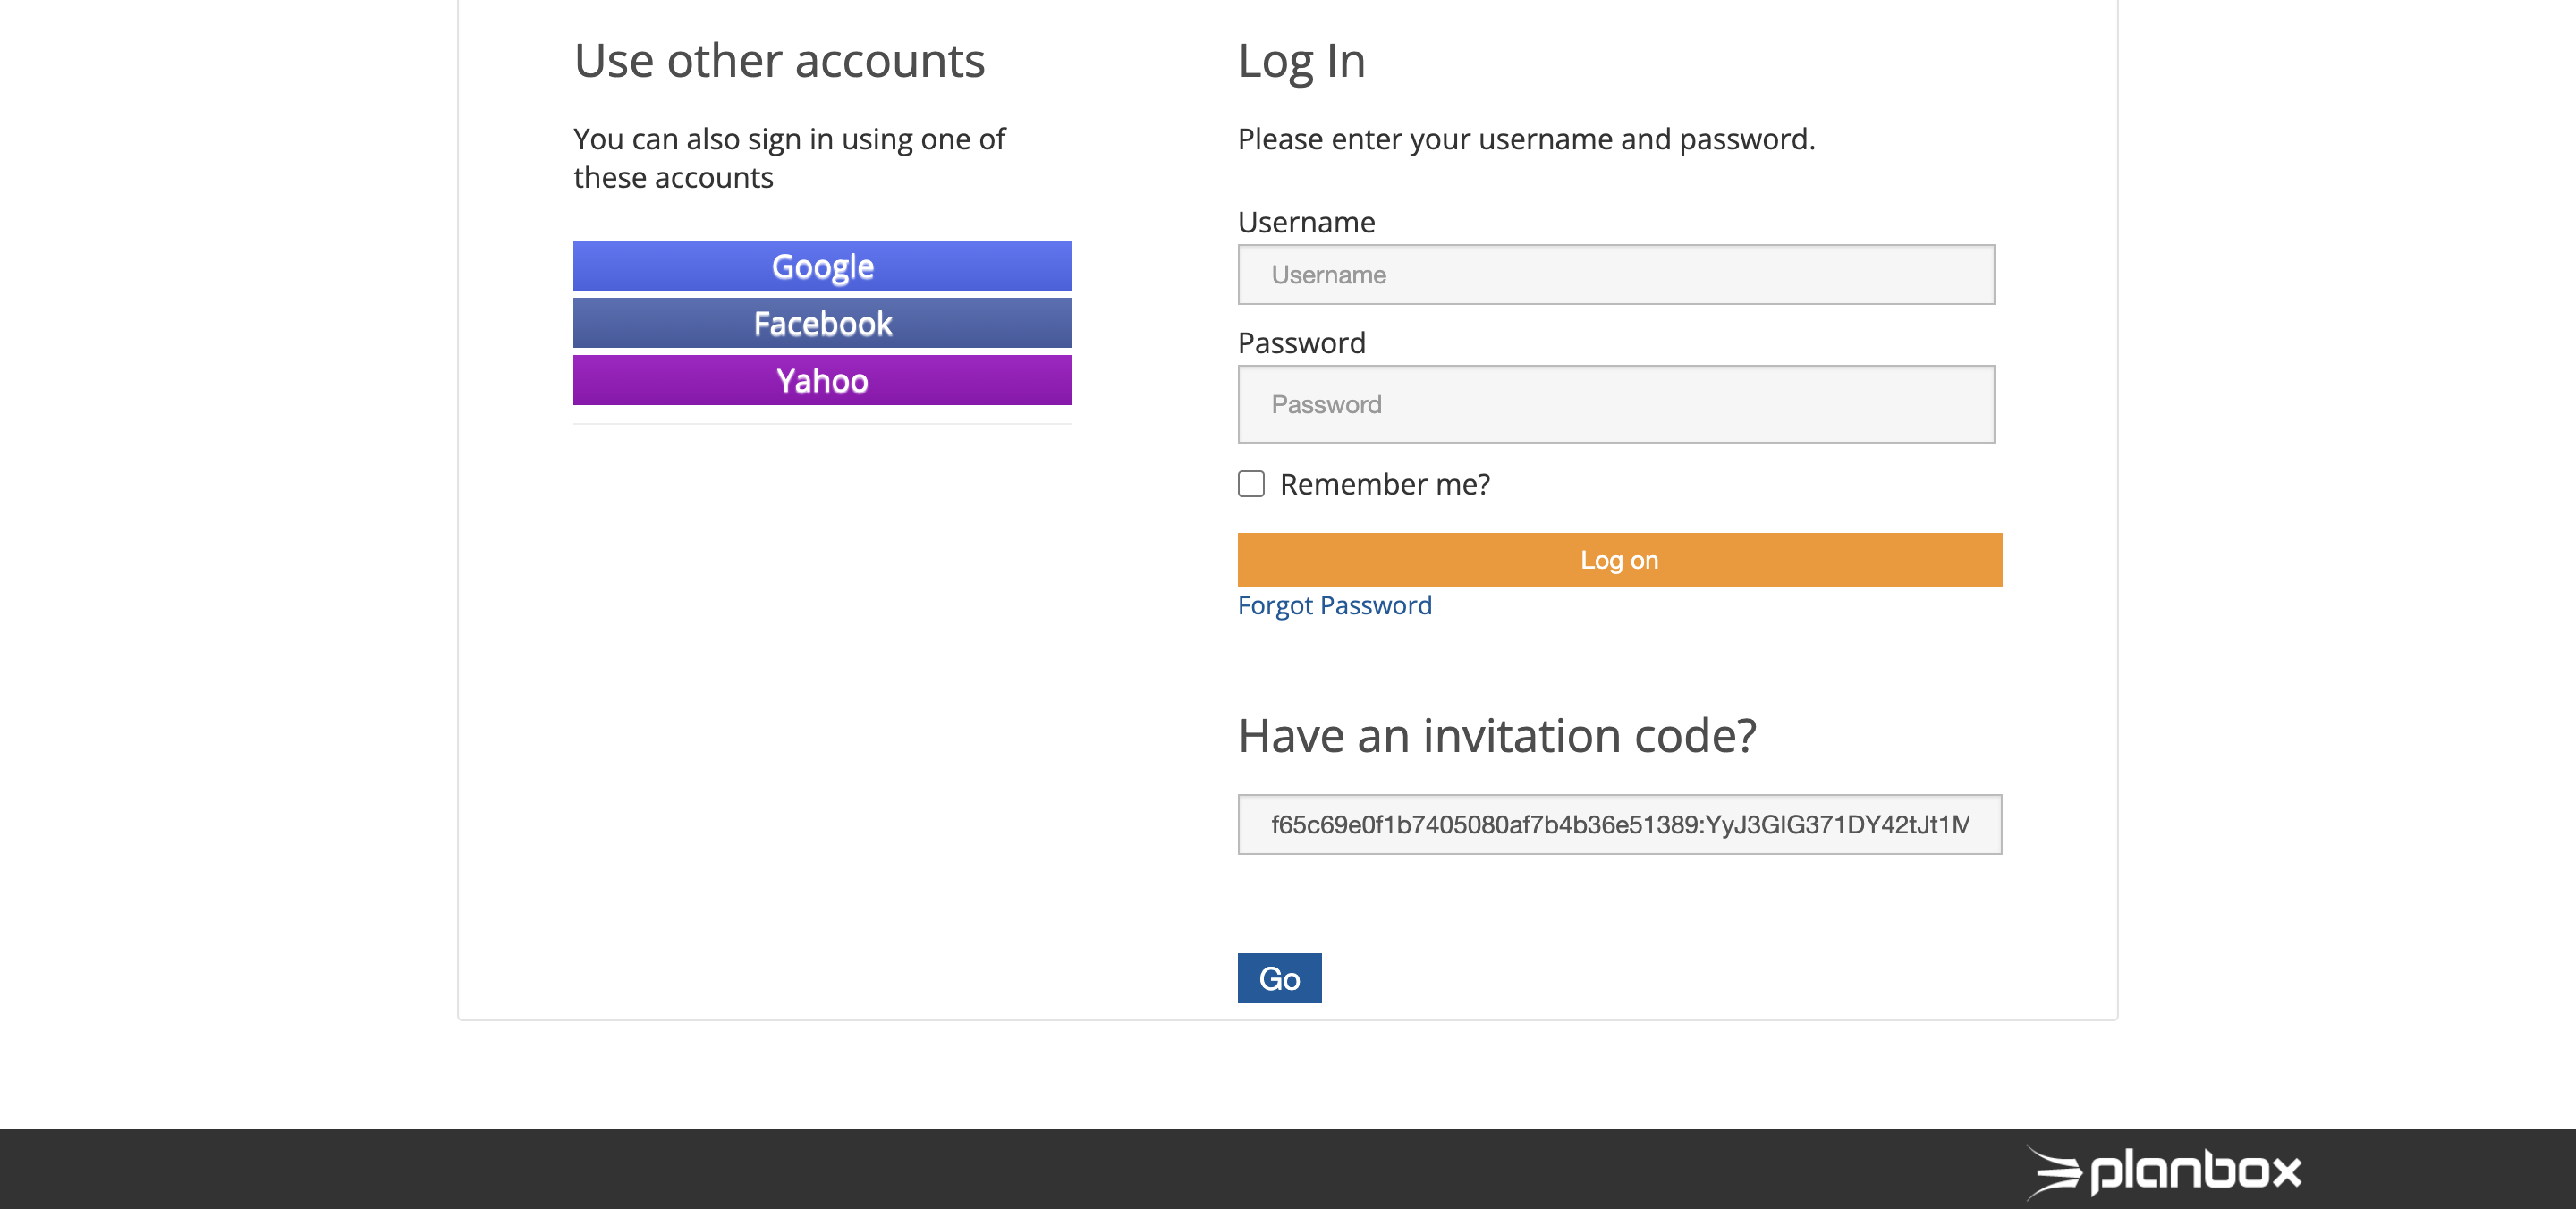 Use other accounts
You can also sign in using one of
these accounts
Google
Facebook
Yahoo
Log In
Please enter your username and password.
Username
Username
Password
Password
Remember me?
Log on
Forgot Password
Have an invitation code?
f65c69e0f1b7405080af7b4b36e51389:YyJ3GIG371DY42tJt1M
Go
planbox